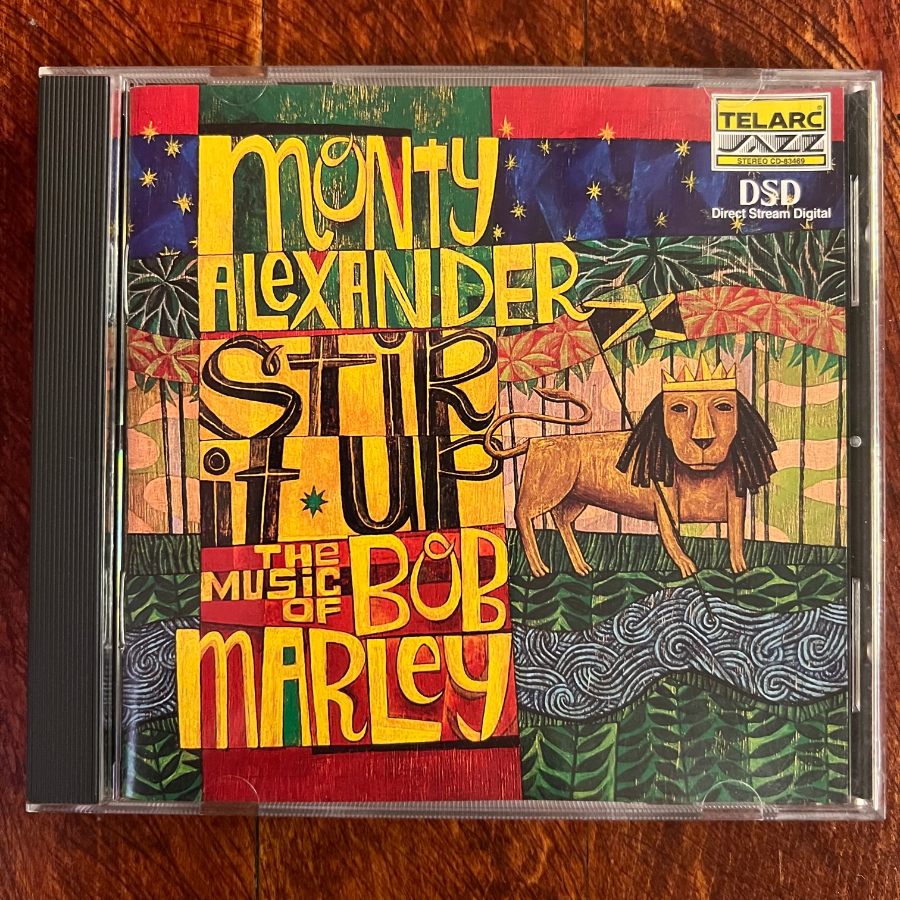 MONTY
ALEXANDER
STIR
it·UP
THE
MUSIC
OF
BOB
MARLEY
TELARC®
JAZZ
STEREO CD-83469
DSD
Direct Stream Digital